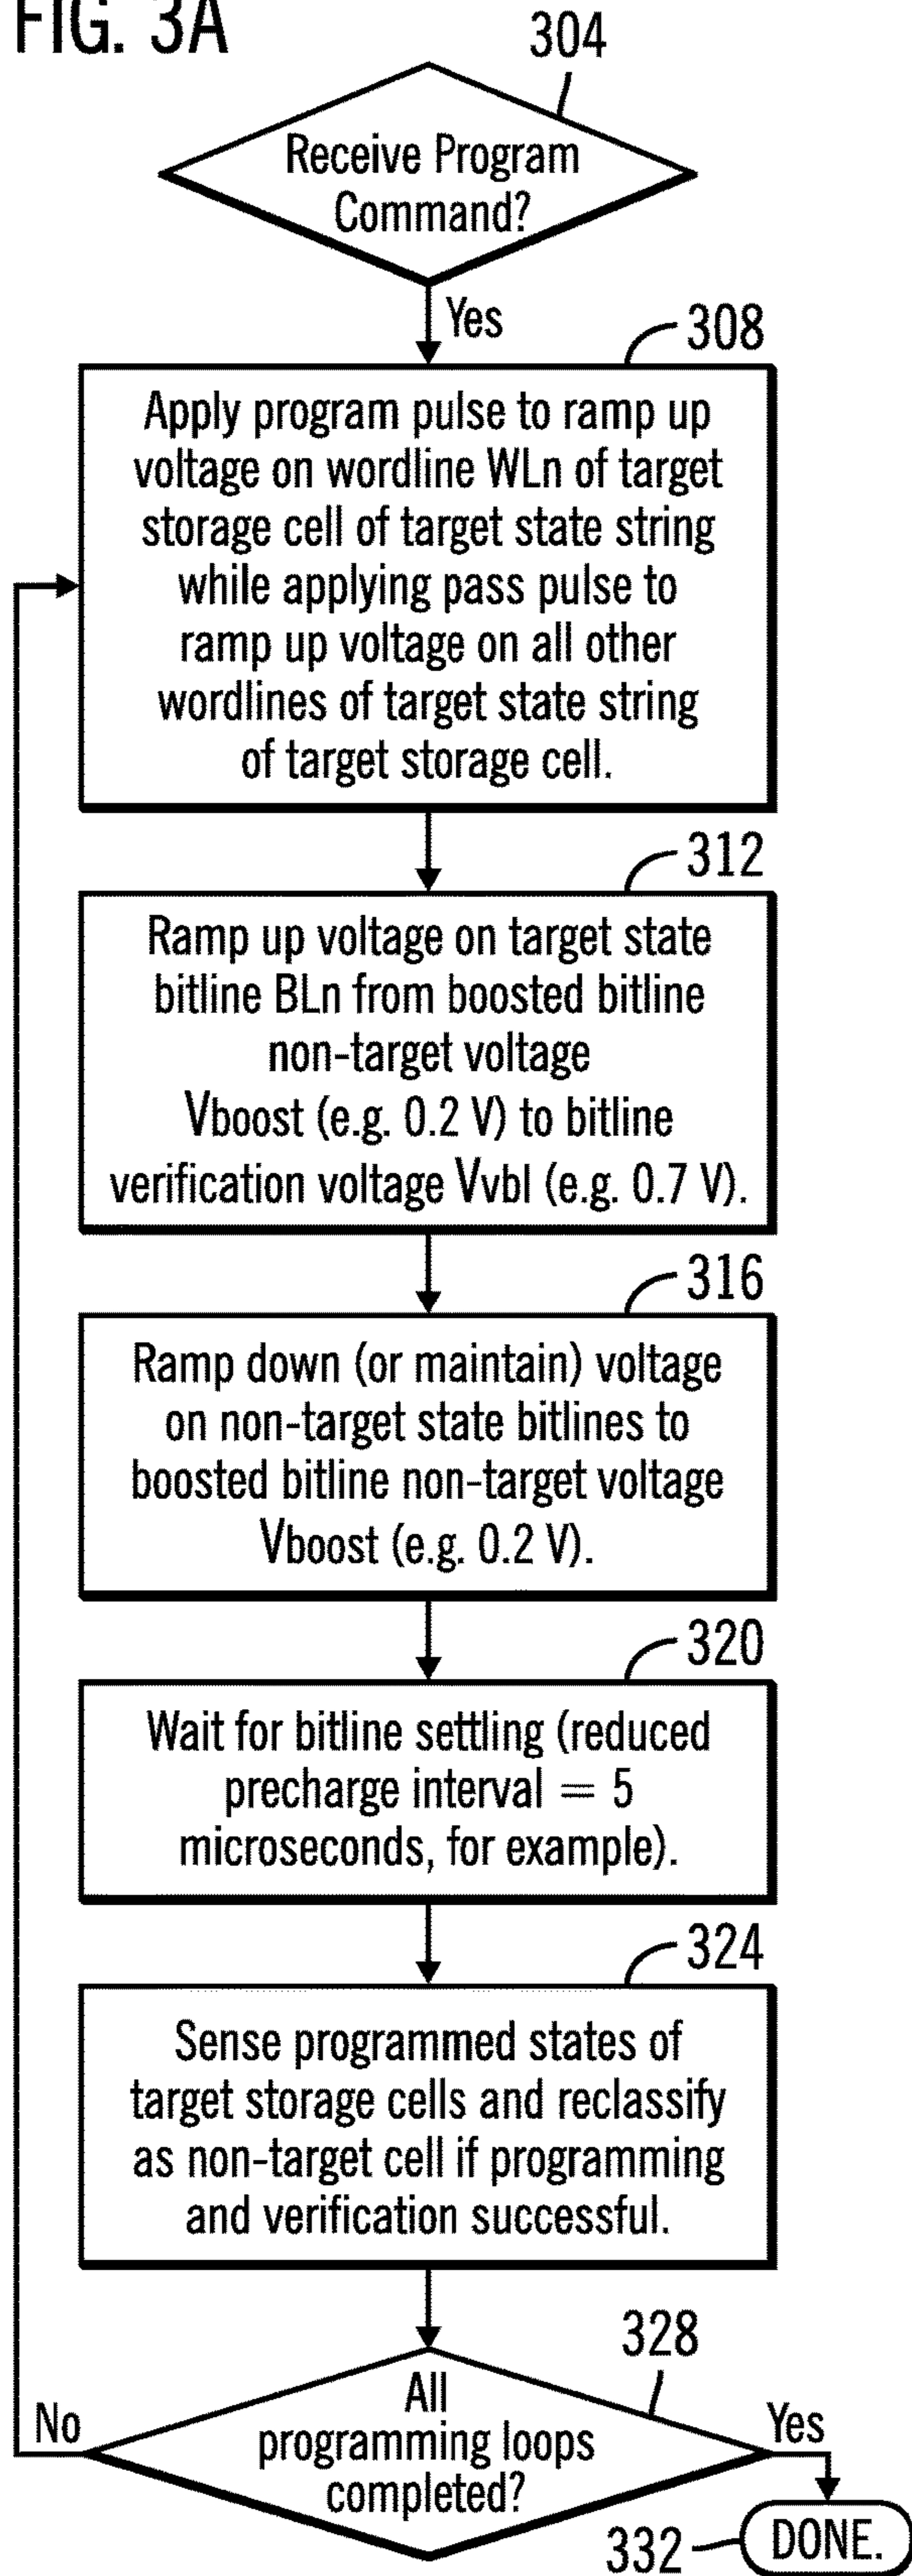 FIG. 3A
304
Receive Program
Command?
Yes
308
Apply program pulse to ramp up
voltage on wordline WLn of target
storage cell of target state string
while applying pass pulse to
ramp up voltage on all other
wordlines of target state string
of target storage cell.
312
Ramp up voltage on target state
bitline BLn from boosted bitline
non-target voltage
Vboost (e.g. 0.2 V) to bitline
verification voltage Vvbl (e.g. 0.7 V).
316
Ramp down (or maintain) voltage
on non-target state bitlines to
boosted bitline non-target voltage
Vboost (e.g. 0.2 V).
320
Wait for bitline settling (reduced
precharge interval = 5
microseconds, for example).
324
Sense programmed states of
target storage cells and reclassify
as non-target cell if programming
and verification successful.
328
All
programming loops
completed?
No
Yes
332
DONE.